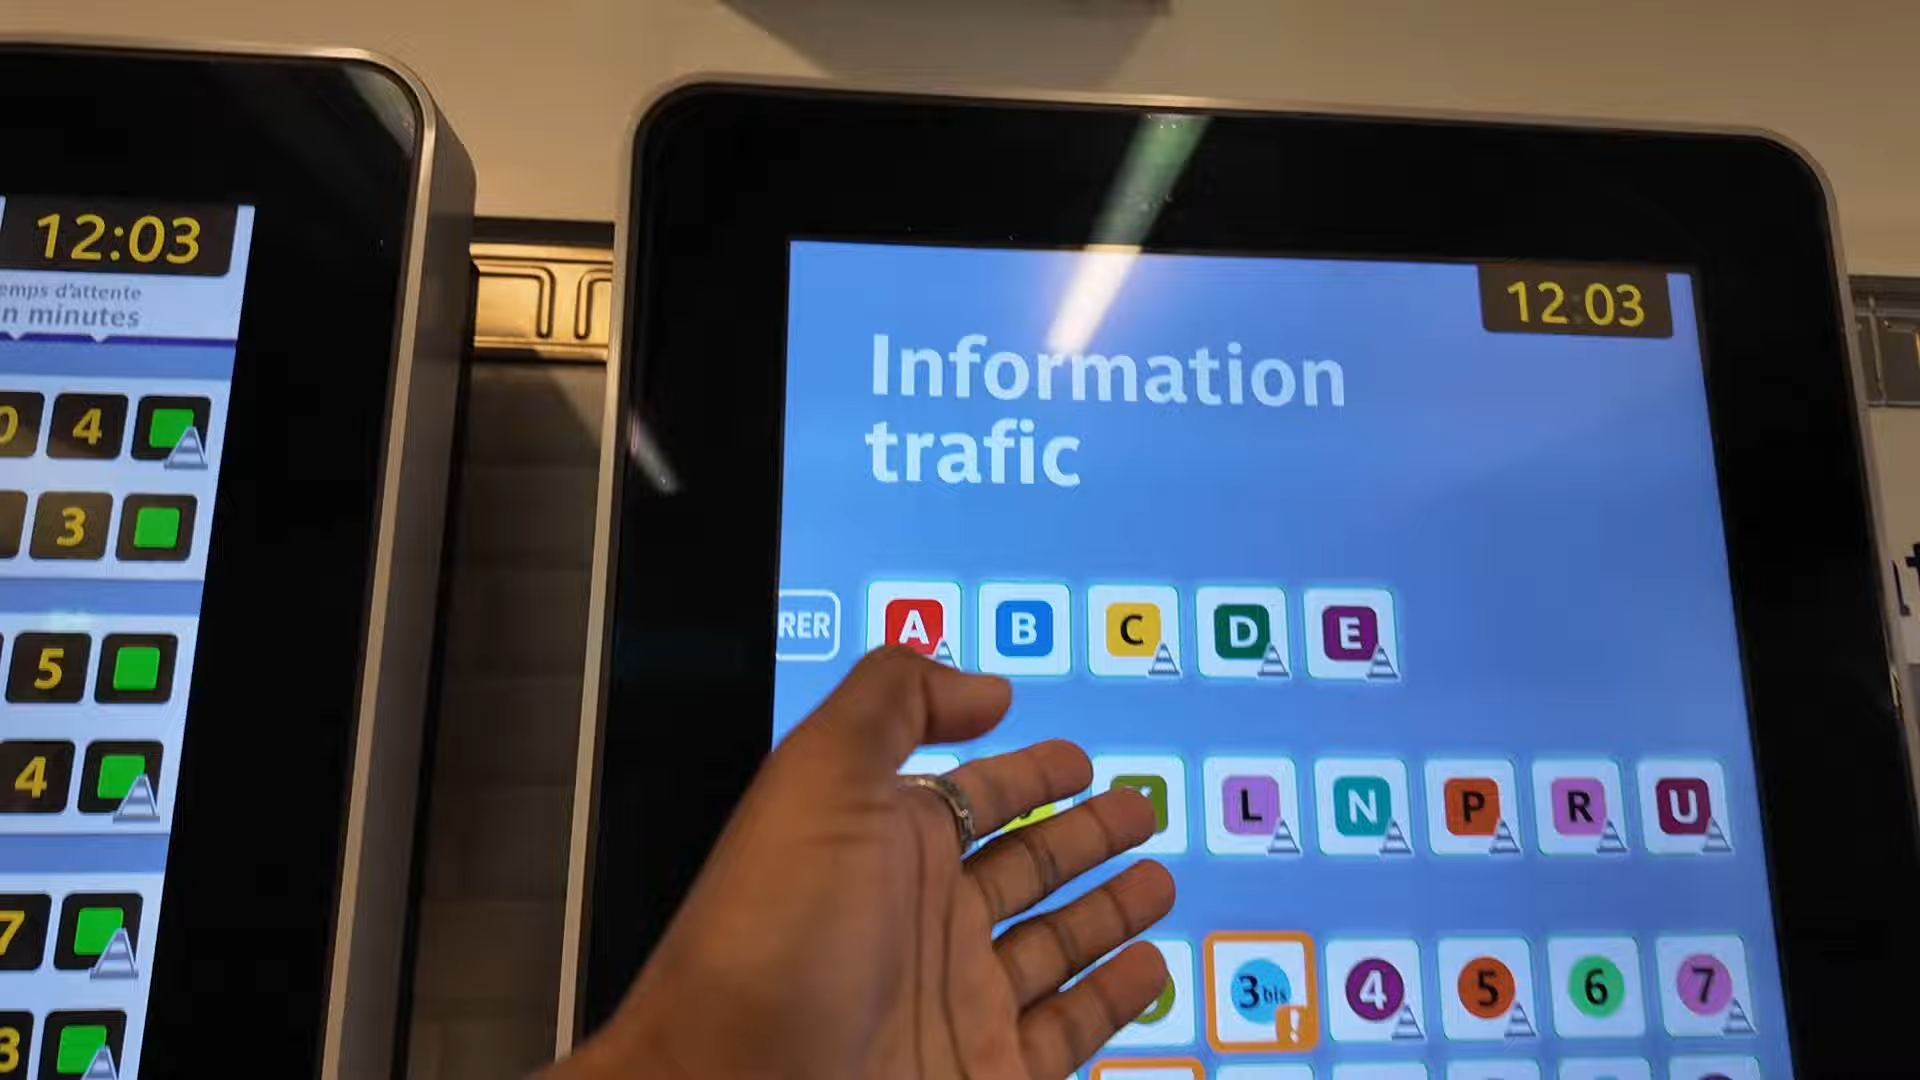 12:03
d'attente
minutes
4
3
5
4
7
3
12:03
Information
trafic
RER A B C D E
L N P R U
3bis 4 5 6 7